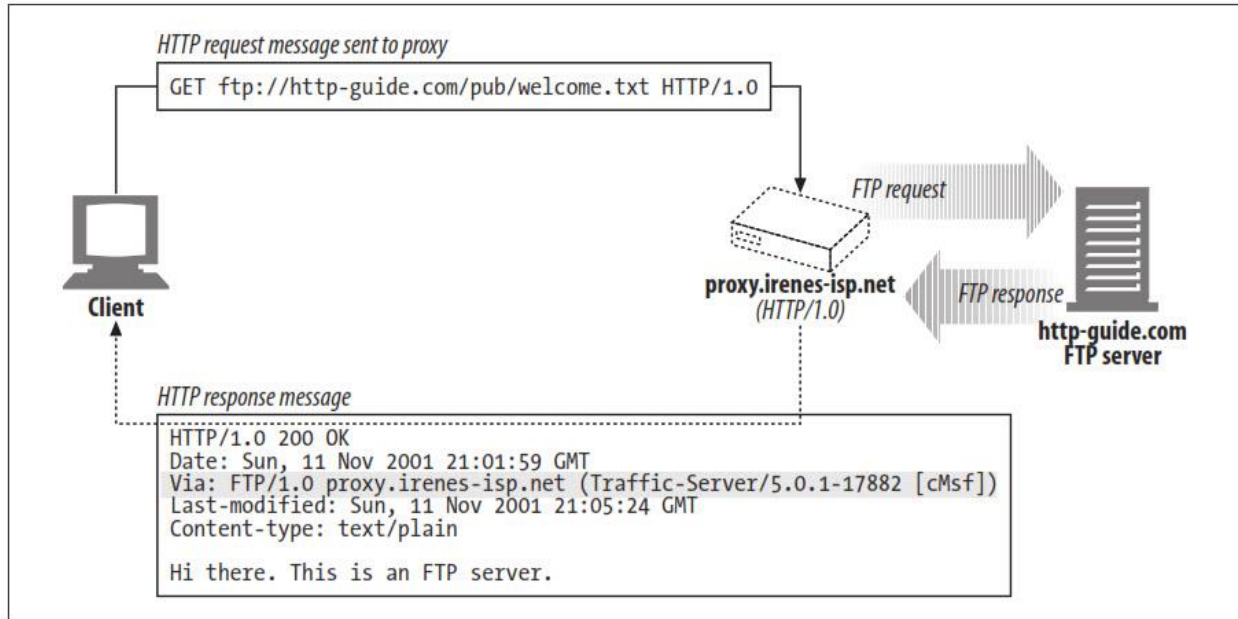 HTTP request message sent to proxy
GET ftp://http-guide.com/pub/welcome.txt HTTP/1.0
FTP request
Client
proxy.irenes-isp.net
(HTTP/1.0)
FTP response
http-guide.com
FTP server
HTTP response message
HTTP/1.0 200 OK
Date: Sun, 11 Nov 2001 21:01:59 GMT
Via: FTP/1.0 proxy.irenes-isp.net (Traffic-Server/5.0.1-17882 [cMsf])
Last-modified: Sun, 11 Nov 2001 21:05:24 GMT
Content-type: text/plain
Hi there. This is an FTP server.